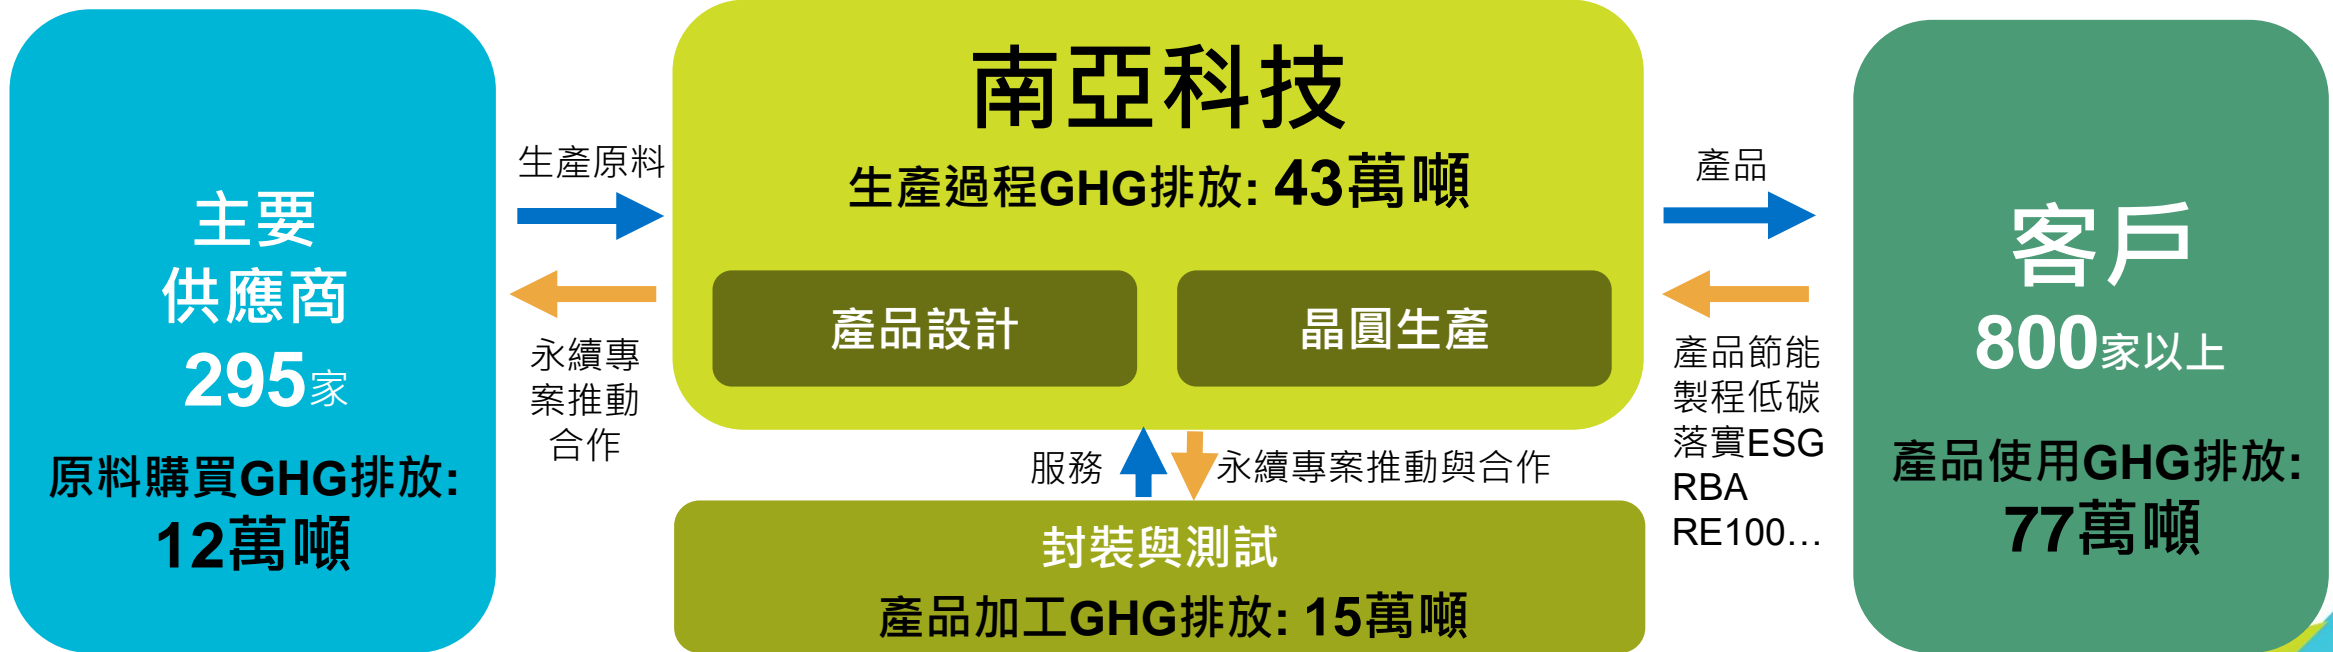 主要
供應商
295家
原料購買GHG排放:
12萬噸
生產原料
永續專
案推動
合作
南亞科技
生產過程GHG排放: 43萬噸
產品設計
晶圓生產
服務
永續專案推動與合作
封裝與測試
產品加工GHG排放: 15萬噸
產品
產品節能
製程低碳
落實ESG
RBA
RE100…
客戶
800家以上
產品使用GHG排放:
77萬噸